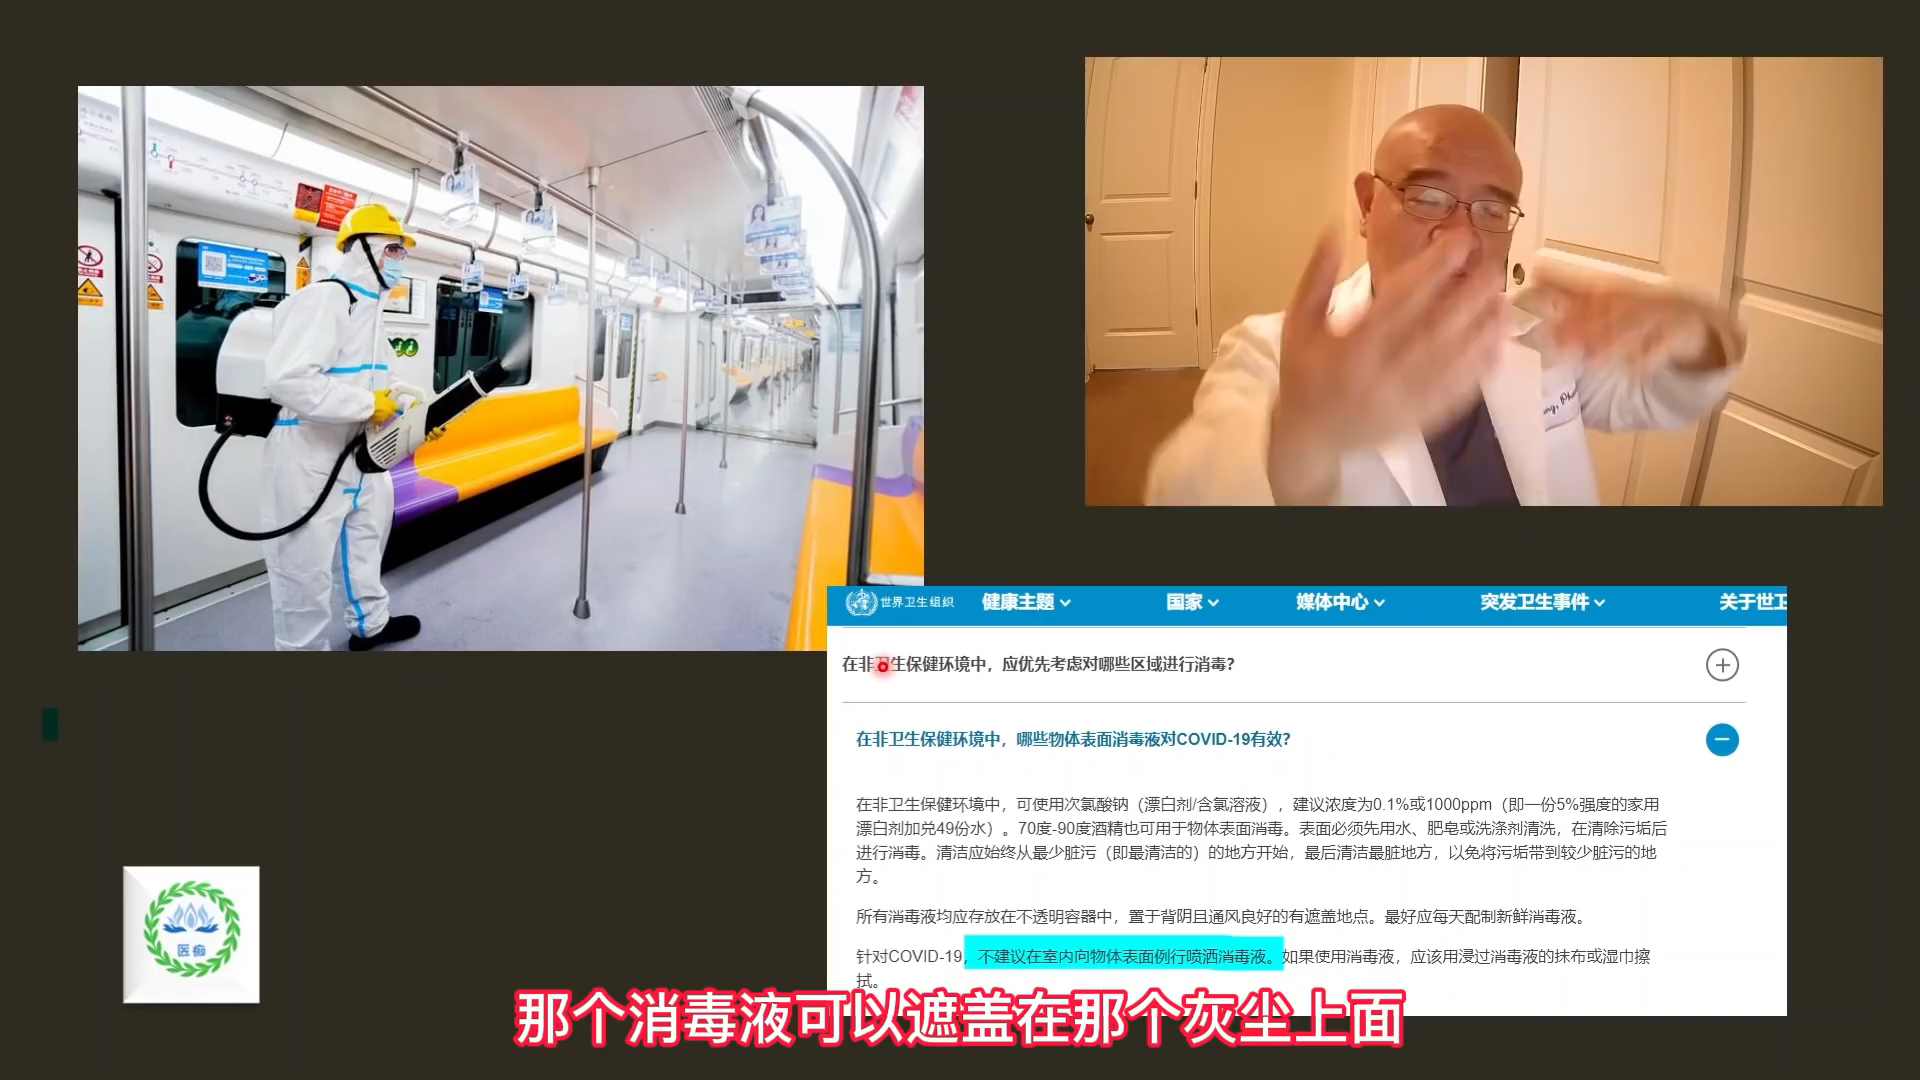 世界卫生组织 健康主题 国家 媒体中心 突发卫生事件 关于世卫
在非卫生保健环境中，应优先考虑对哪些区域进行消毒？
在非卫生保健环境中，哪些物体表面消毒液对COVID-19有效？
在非卫生保健环境中，可使用次氯酸钠（漂白剂/含氯溶液），建议浓度为0.1%或1000ppm（即一份5%强度的家用
漂白剂加兑49份水）。70度-90度酒精也可用于物体表面消毒。表面必须先用水、肥皂或洗涤剂清洗，在清除污垢后
进行消毒。清洁应始终从最少脏污（即最清洁的）的地方开始，最后清洁最脏地方，以免将污垢带到较少脏污的地
方。
所有消毒液均应存放在不透明容器中，置于背阴且通风良好的有遮盖地点。最好应每天配制新鲜消毒液。
针对COVID-19，不建议在室内向物体表面例行喷洒消毒液。如果使用消毒液，应该用浸过消毒液的抹布或湿巾擦
拭。
医痴
那个消毒液可以遮盖在那个灰尘上面